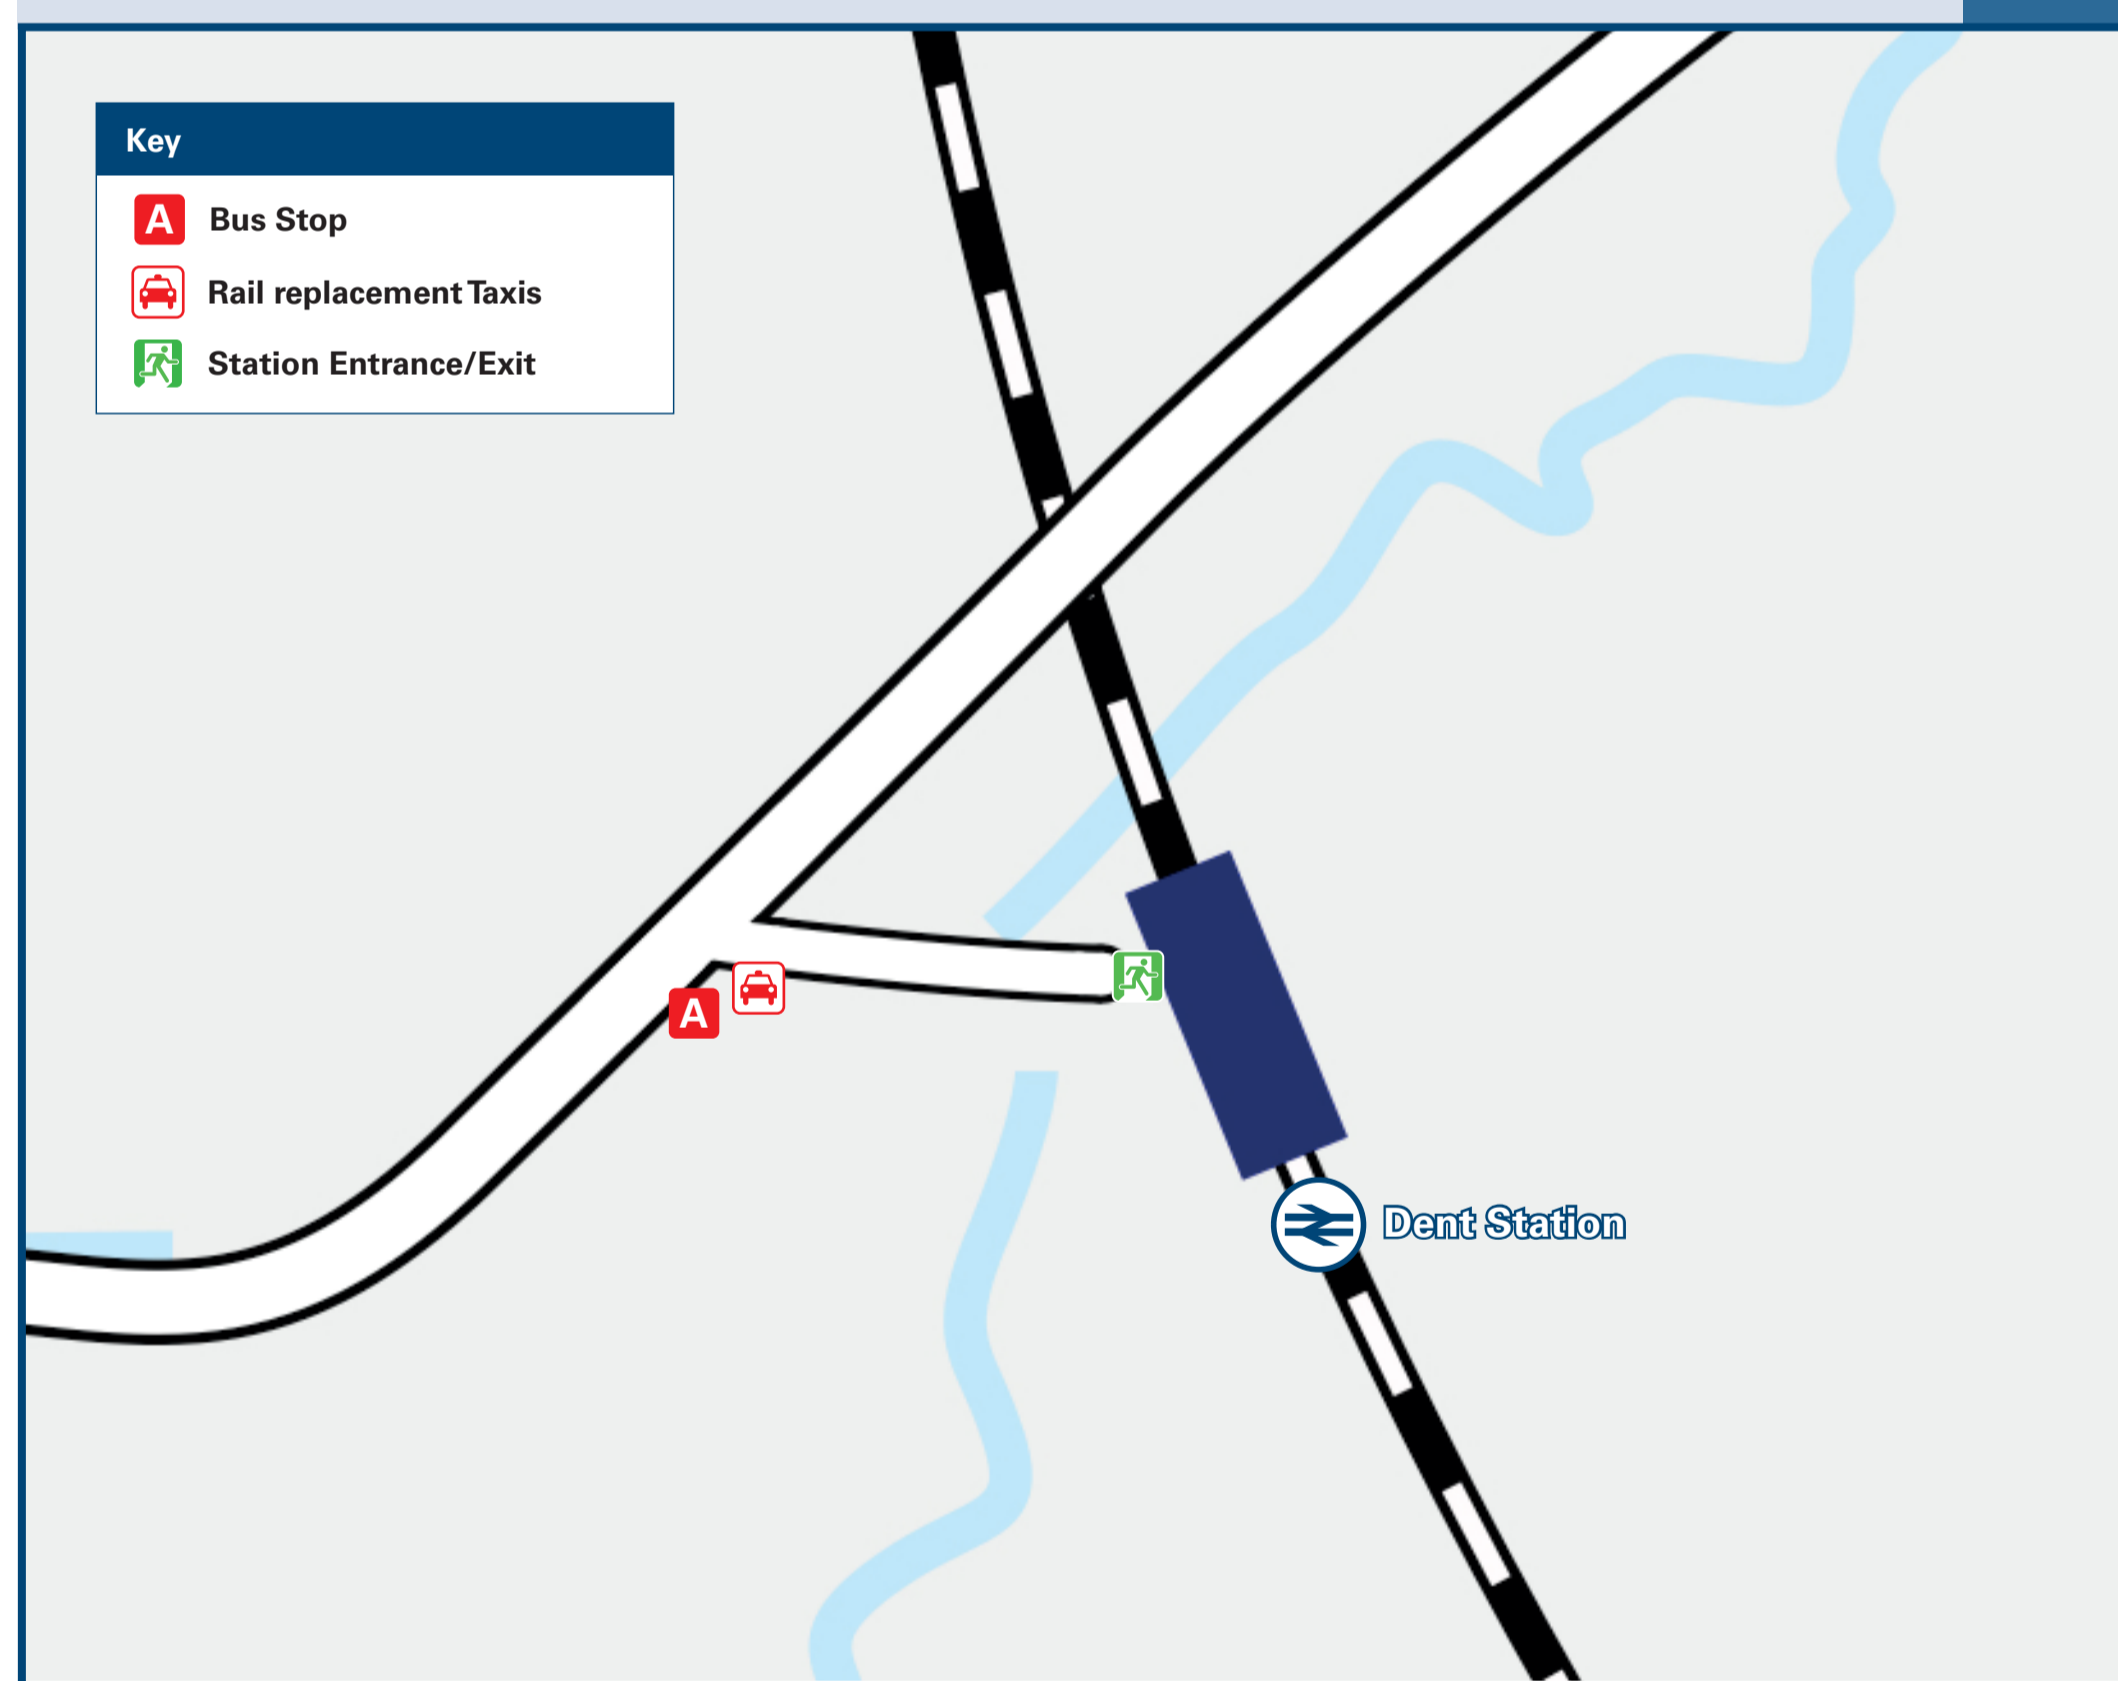 Key
A Bus Stop
Rail replacement Taxis
Station Entrance/Exit
A
Dent Station